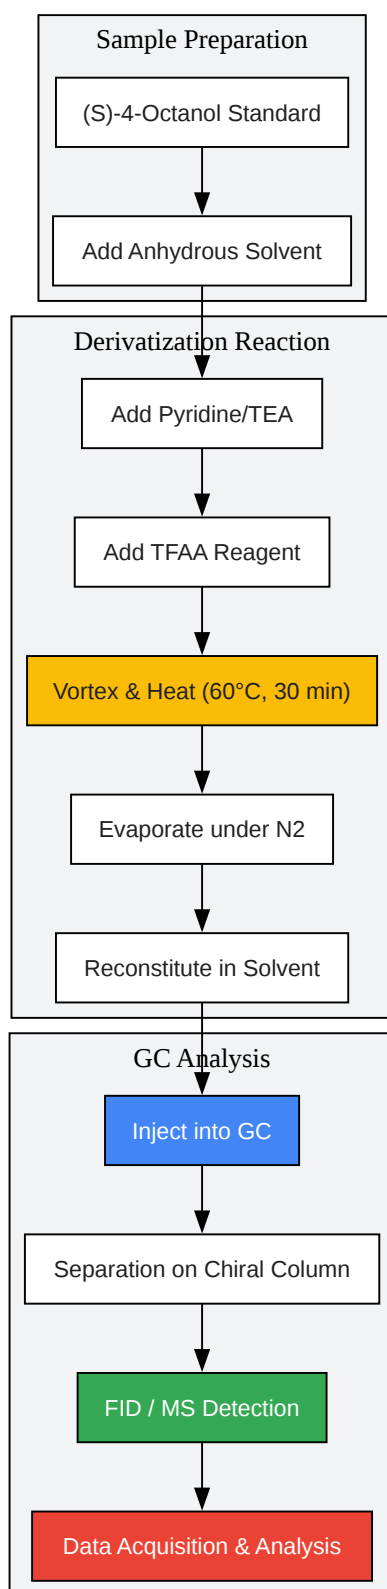 Sample Preparation
(S)-4-Octanol Standard
Add Anhydrous Solvent
Derivatization Reaction
Add Pyridine/TEA
Add TFAA Reagent
Vortex & Heat (60°C, 30 min)
Evaporate under N2
Reconstitute in Solvent
GC Analysis
Inject into GC
Separation on Chiral Column
FID / MS Detection
Data Acquisition & Analysis